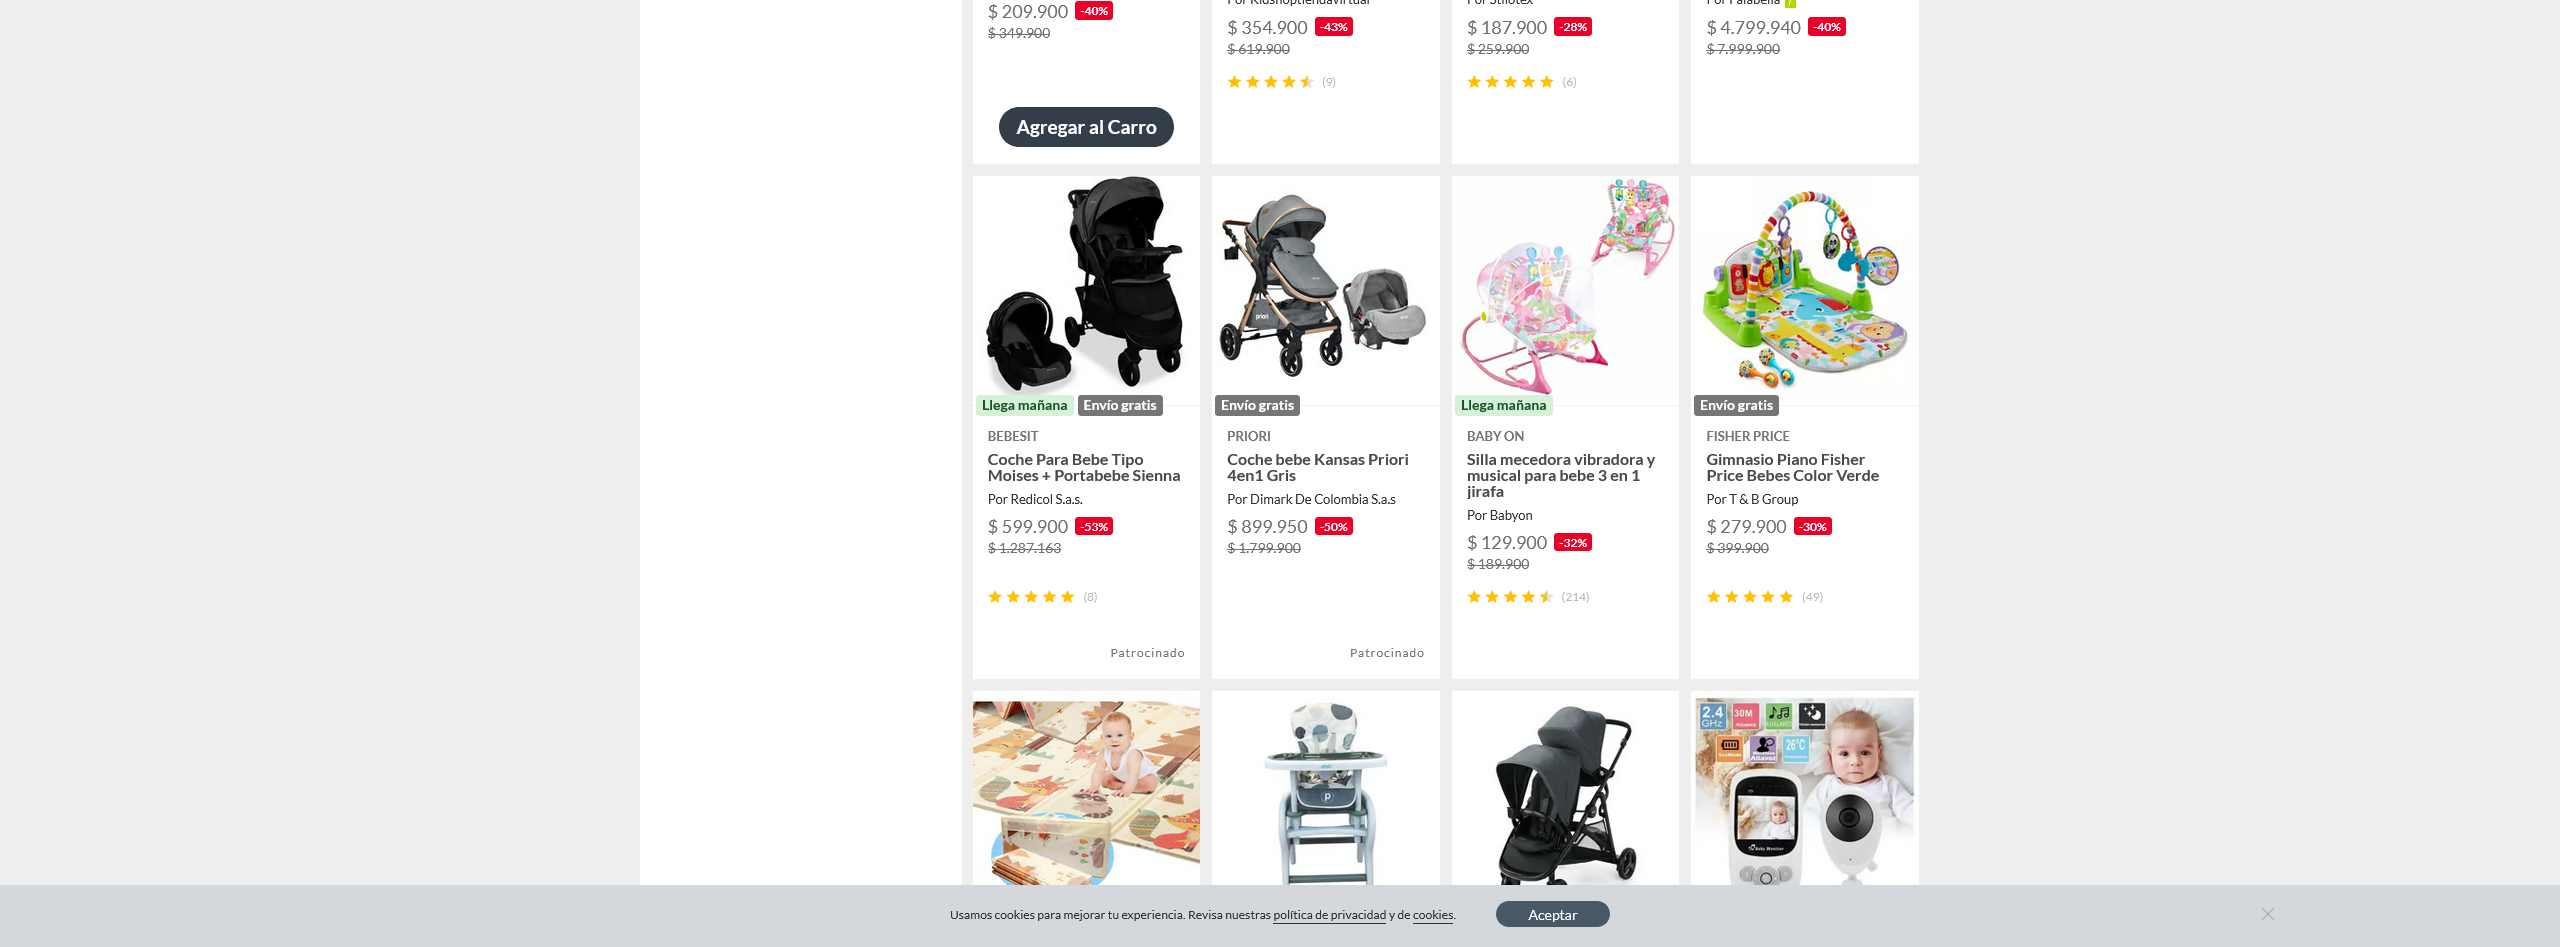 $ 209.900 -40%
$ 349.900
Agregar al Carro
Por Kidshoptiendavirtual
$ 354.900 -43%
$ 619.900
(9)
Por Stilotex
$ 187.900 -28%
$ 259.900
(6)
Por Falabella
$ 4.799.940 -40%
$ 7.999.900
Llega mañana Envío gratis
BEBESIT
Coche Para Bebe Tipo
Moises + Portabebe Sienna
Por Redicol S.a.s.
$ 599.900 -53%
$ 1.287.163
(8)
Patrocinado
priori
Envío gratis
PRIORI
Coche bebe Kansas Priori
4en1 Gris
Por Dimark De Colombia S.a.s
$ 899.950 -50%
$ 1.799.900
Patrocinado
Llega mañana
BABY ON
Silla mecedora vibradora y
musical para bebe 3 en 1
jirafa
Por Babyon
$ 129.900 -32%
$ 189.900
(214)
Envío gratis
FISHER PRICE
Gimnasio Piano Fisher
Price Bebes Color Verde
Por T & B Group
$ 279.900 -30%
$ 399.900
(49)
2.4
GHz
30M
Alcance
26°C
Altavoz
Baby Monitor
Usamos cookies para mejorar tu experiencia. Revisa nuestras política de privacidad y de cookies.
Aceptar